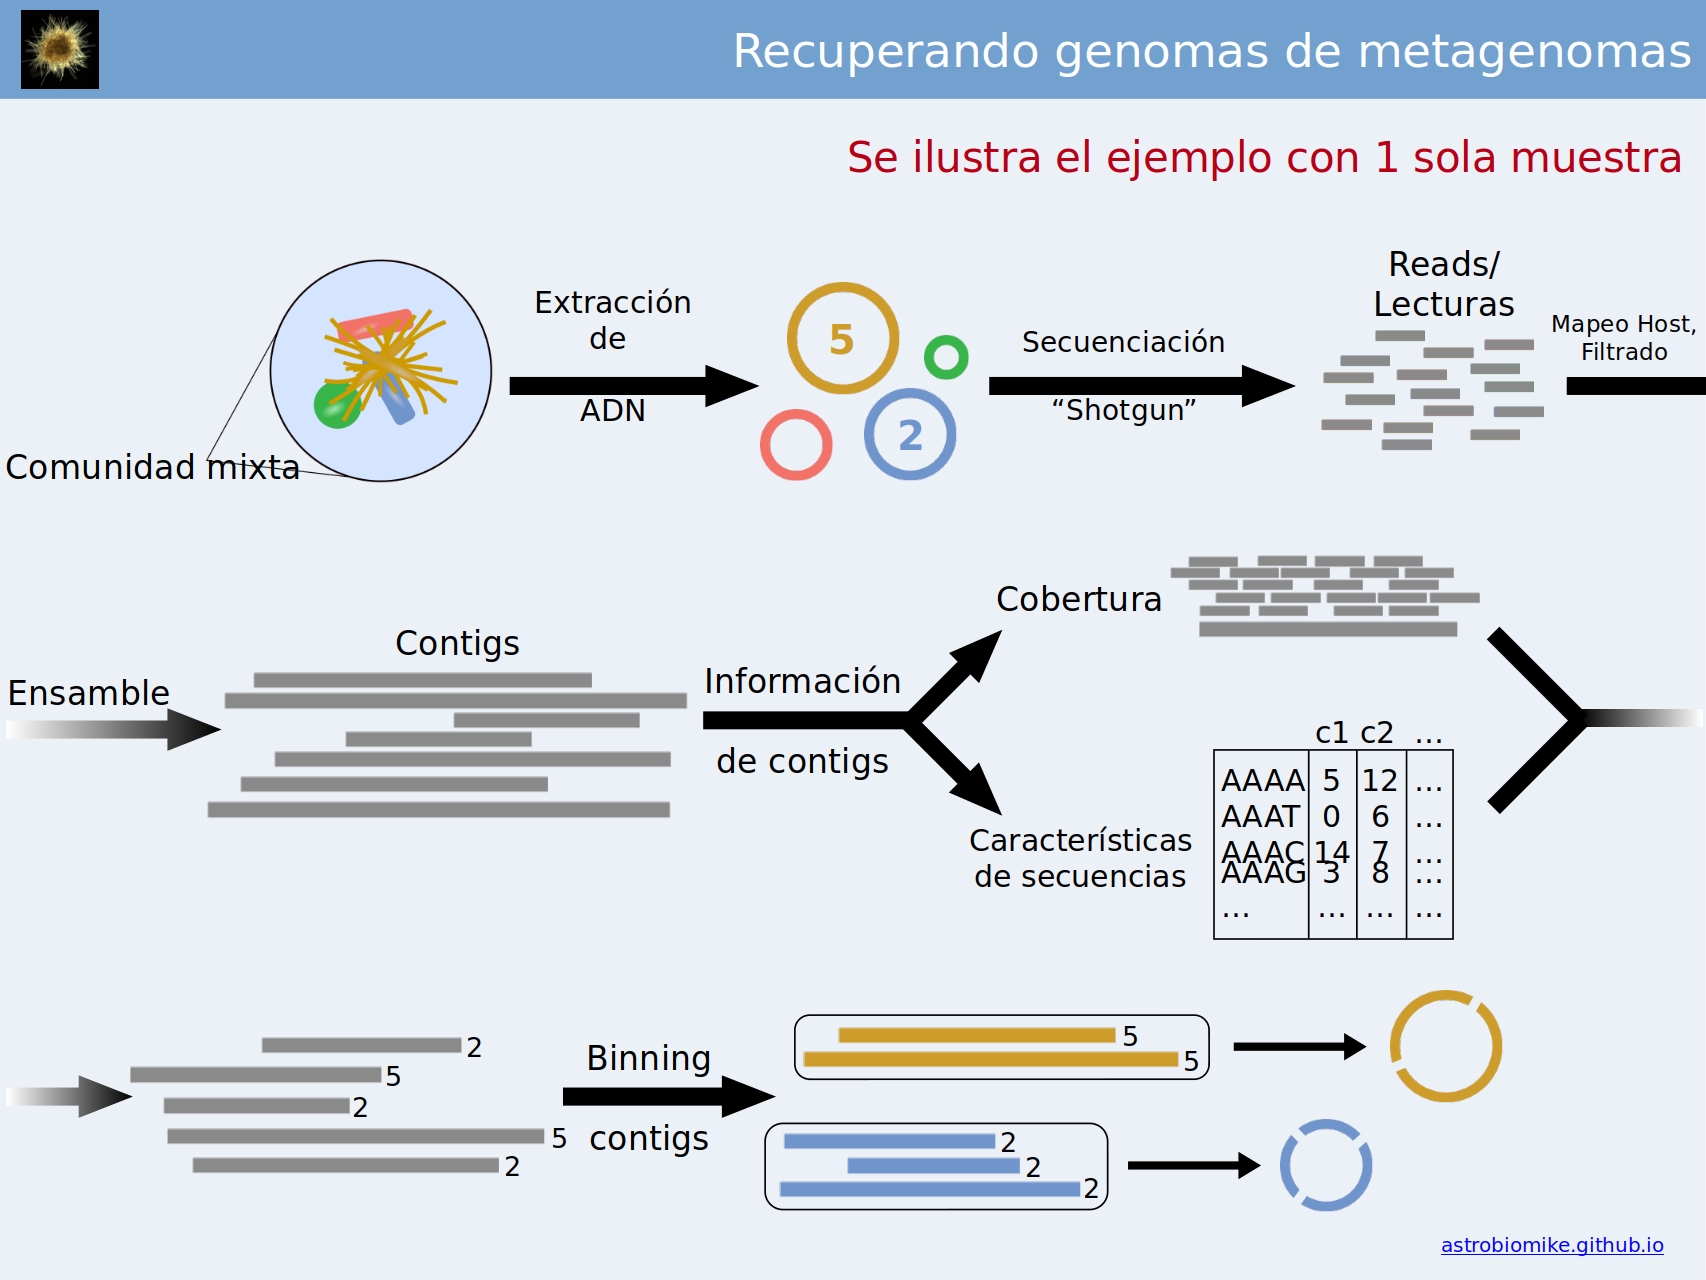 Recuperando genomas de metagenomas
Se ilustra el ejemplo con 1 sola muestra
Comunidad mixta
Extracción
de
ADN
5
2
Secuenciación
“Shotgun”
Reads/
Lecturas
Mapeo Host,
Filtrado
Ensamble
Contigs
Información
de contigs
Cobertura
Características
de secuencias
c1 c2 ...
AAAA 5 12 ...
AAAT 0 6 ...
AAAC 14 7 ...
AAAG 3 8 ...
... ... ... ...
2
5
2
5
2
Binning
contigs
5
5
2
2
2
astrobiomike.github.io